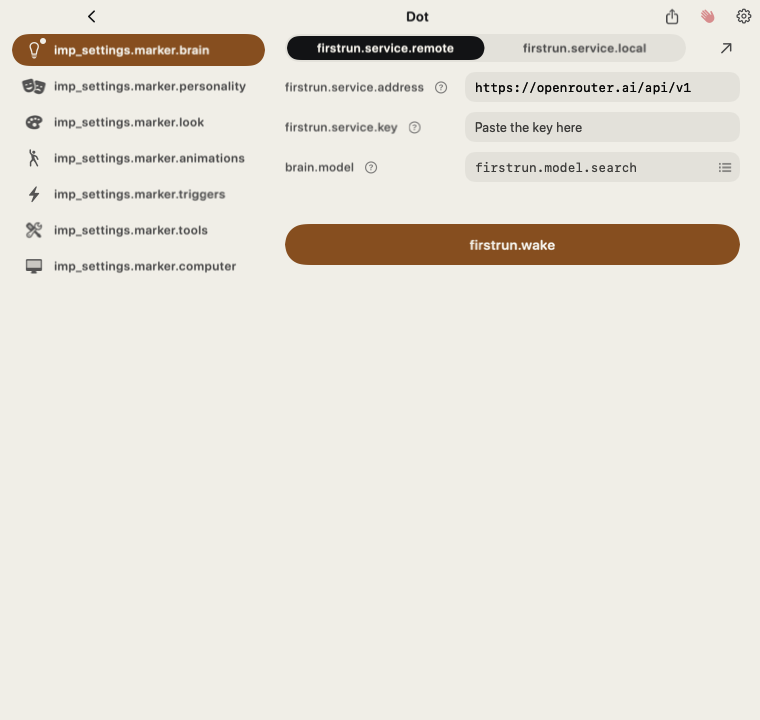 Dot
imp_settings.marker.brain
imp_settings.marker.personality
imp_settings.marker.look
imp_settings.marker.animations
imp_settings.marker.triggers
imp_settings.marker.tools
imp_settings.marker.computer
firstrun.service.remote
firstrun.service.local
firstrun.service.address
https://openrouter.ai/api/v1
firstrun.service.key
Paste the key here
brain.model
firstrun.model.search
firstrun.wake